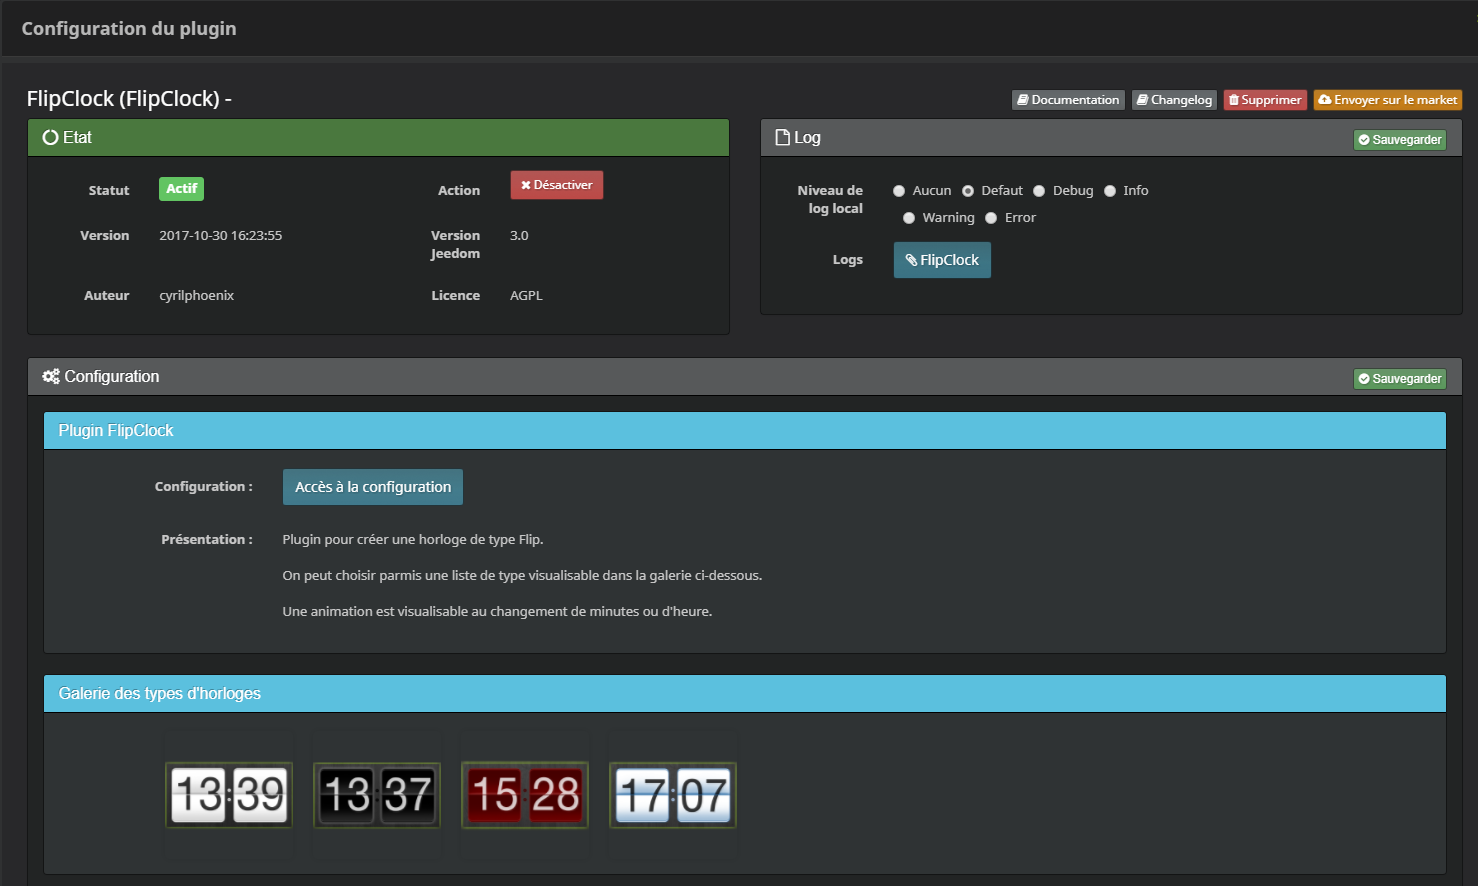 Configuration du plugin
FlipClock (FlipClock) -
Documentation
Changelog
Supprimer
Envoyer sur le market
Etat
Statut
Actif
Action
Désactiver
Version
2017-10-30 16:23:55
Version
Jeedom
3.0
Auteur
cyrilphoenix
Licence
AGPL
Log
Sauvegarder
Niveau de
log local
Aucun
Defaut
Debug
Info
Warning
Error
Logs
FlipClock
Configuration
Sauvegarder
Plugin FlipClock
Configuration :
Accès à la configuration
Présentation :
Plugin pour créer une horloge de type Flip.
On peut choisir parmis une liste de type visualisable dans la galerie ci-dessous.
Une animation est visualisable au changement de minutes ou d'heure.
Galerie des types d'horloges
13:39
13:37
15:28
17:07